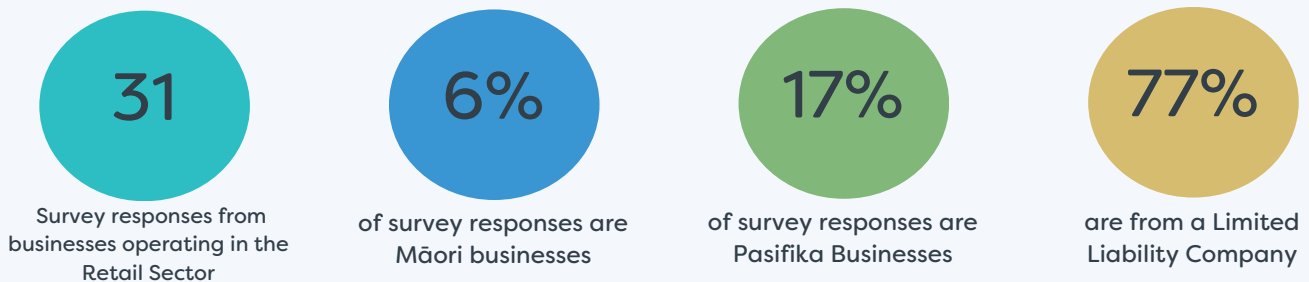 31
Survey responses from
businesses operating in the
Retail Sector
6%
of survey responses are
Māori businesses
17%
of survey responses are
Pasifika Businesses
77%
are from a Limited
Liability Company